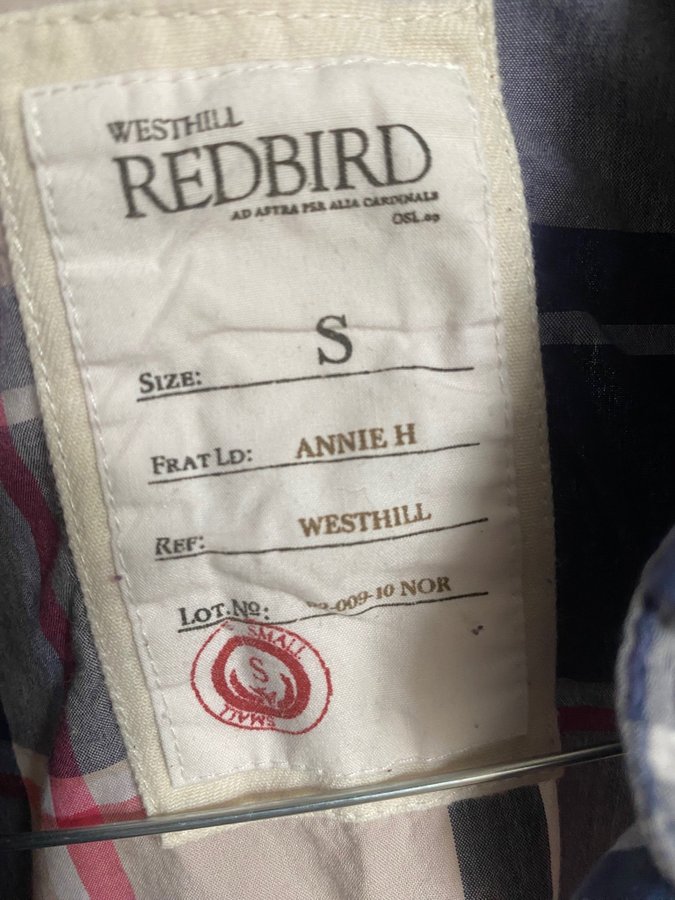 WESTHILL
REDBIRD
AD ASTRA PER ALIA CARDINALS
OSL.09
SIZE: S
FRAT LD: ANNIE H
REF: WESTHILL
LOT.NO: -009-10 NOR
SMALL
S
SMALL